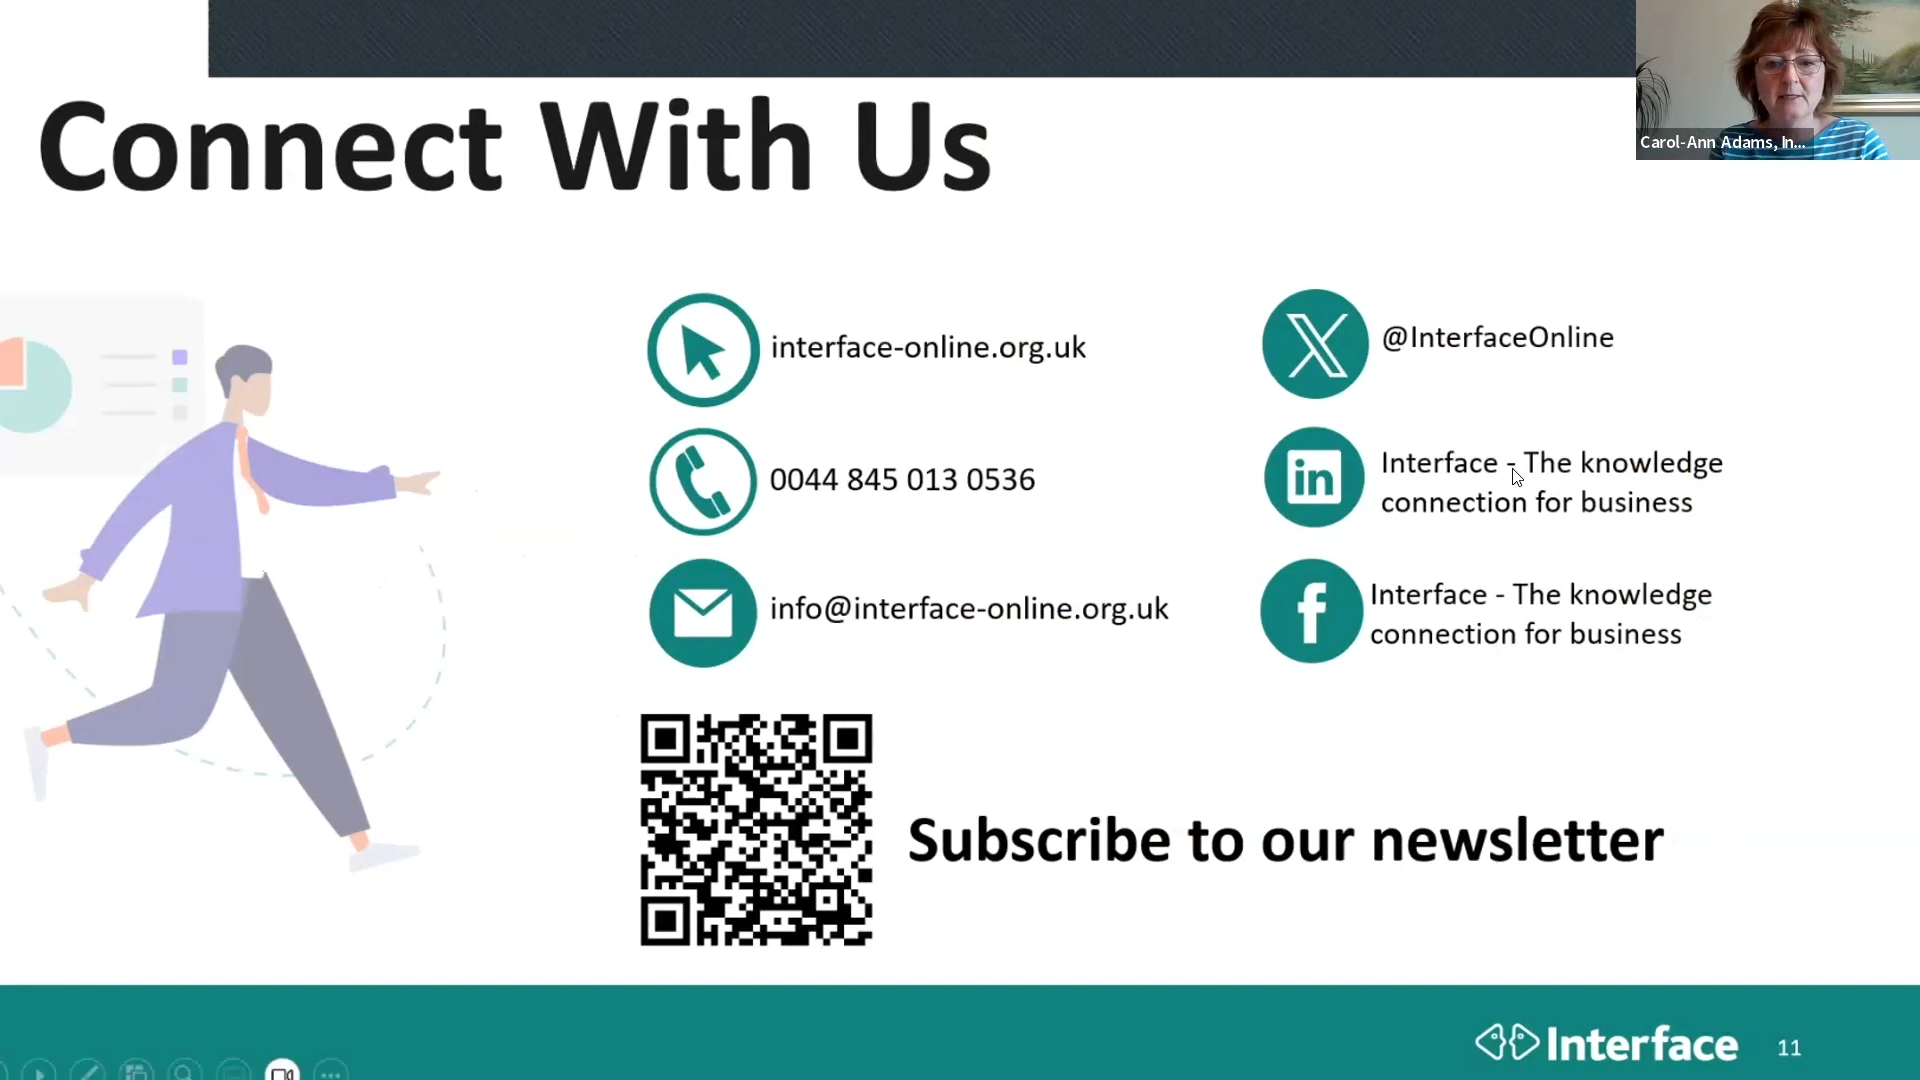 Carol-Ann Adams, In...
Connect With Us
interface-online.org.uk
@InterfaceOnline
0044 845 013 0536
Interface - The knowledge
connection for business
info@interface-online.org.uk
Interface - The knowledge
connection for business
Subscribe to our newsletter
Interface
11